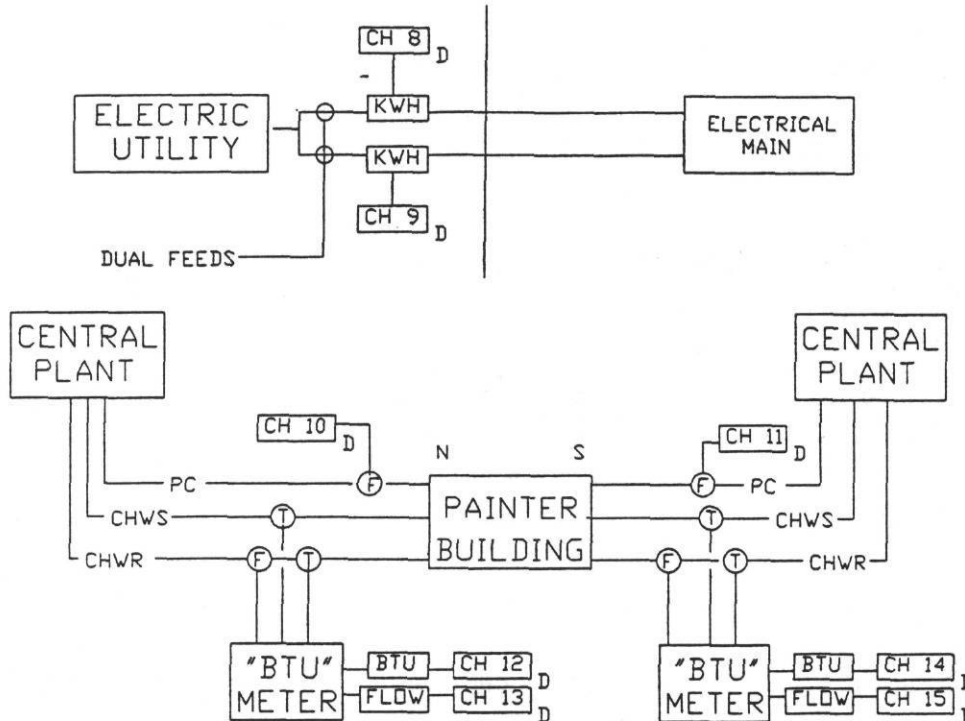 CH 8
D
ELECTRIC
UTILITY
KWH
KWH
ELECTRICAL
MAIN
CH 9
D
DUAL FEEDS
CENTRAL
PLANT
CENTRAL
PLANT
CH 10
D
N
S
CH 11
D
PC
F
PAINTER
BUILDING
F
PC
CHWS
T
T
CHWS
CHWR
F
T
F
T
CHWR
"BTU"
METER
BTU
CH 12
D
FLOW
CH 13
D
"BTU"
METER
BTU
CH 14
D
FLOW
CH 15
D